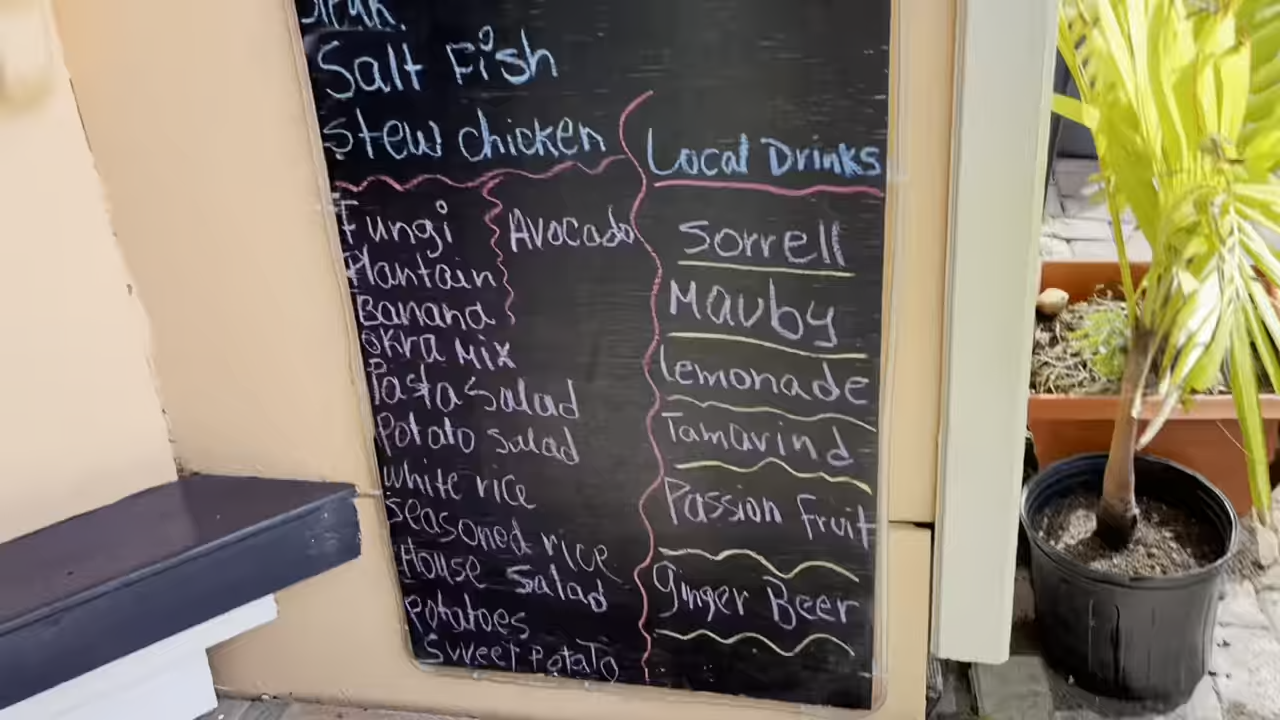 Steak.
Salt Fish
Stew chicken
Fungi
Plantain
Banana
Okra Mix
Pasta Salad
Potato Salad
white rice
seasoned rice
House Salad
potatoes
Sweet potato
Avocado
Local Drinks
Sorrell
Mauby
Lemonade
Tamarind
Passion Fruit
Ginger Beer